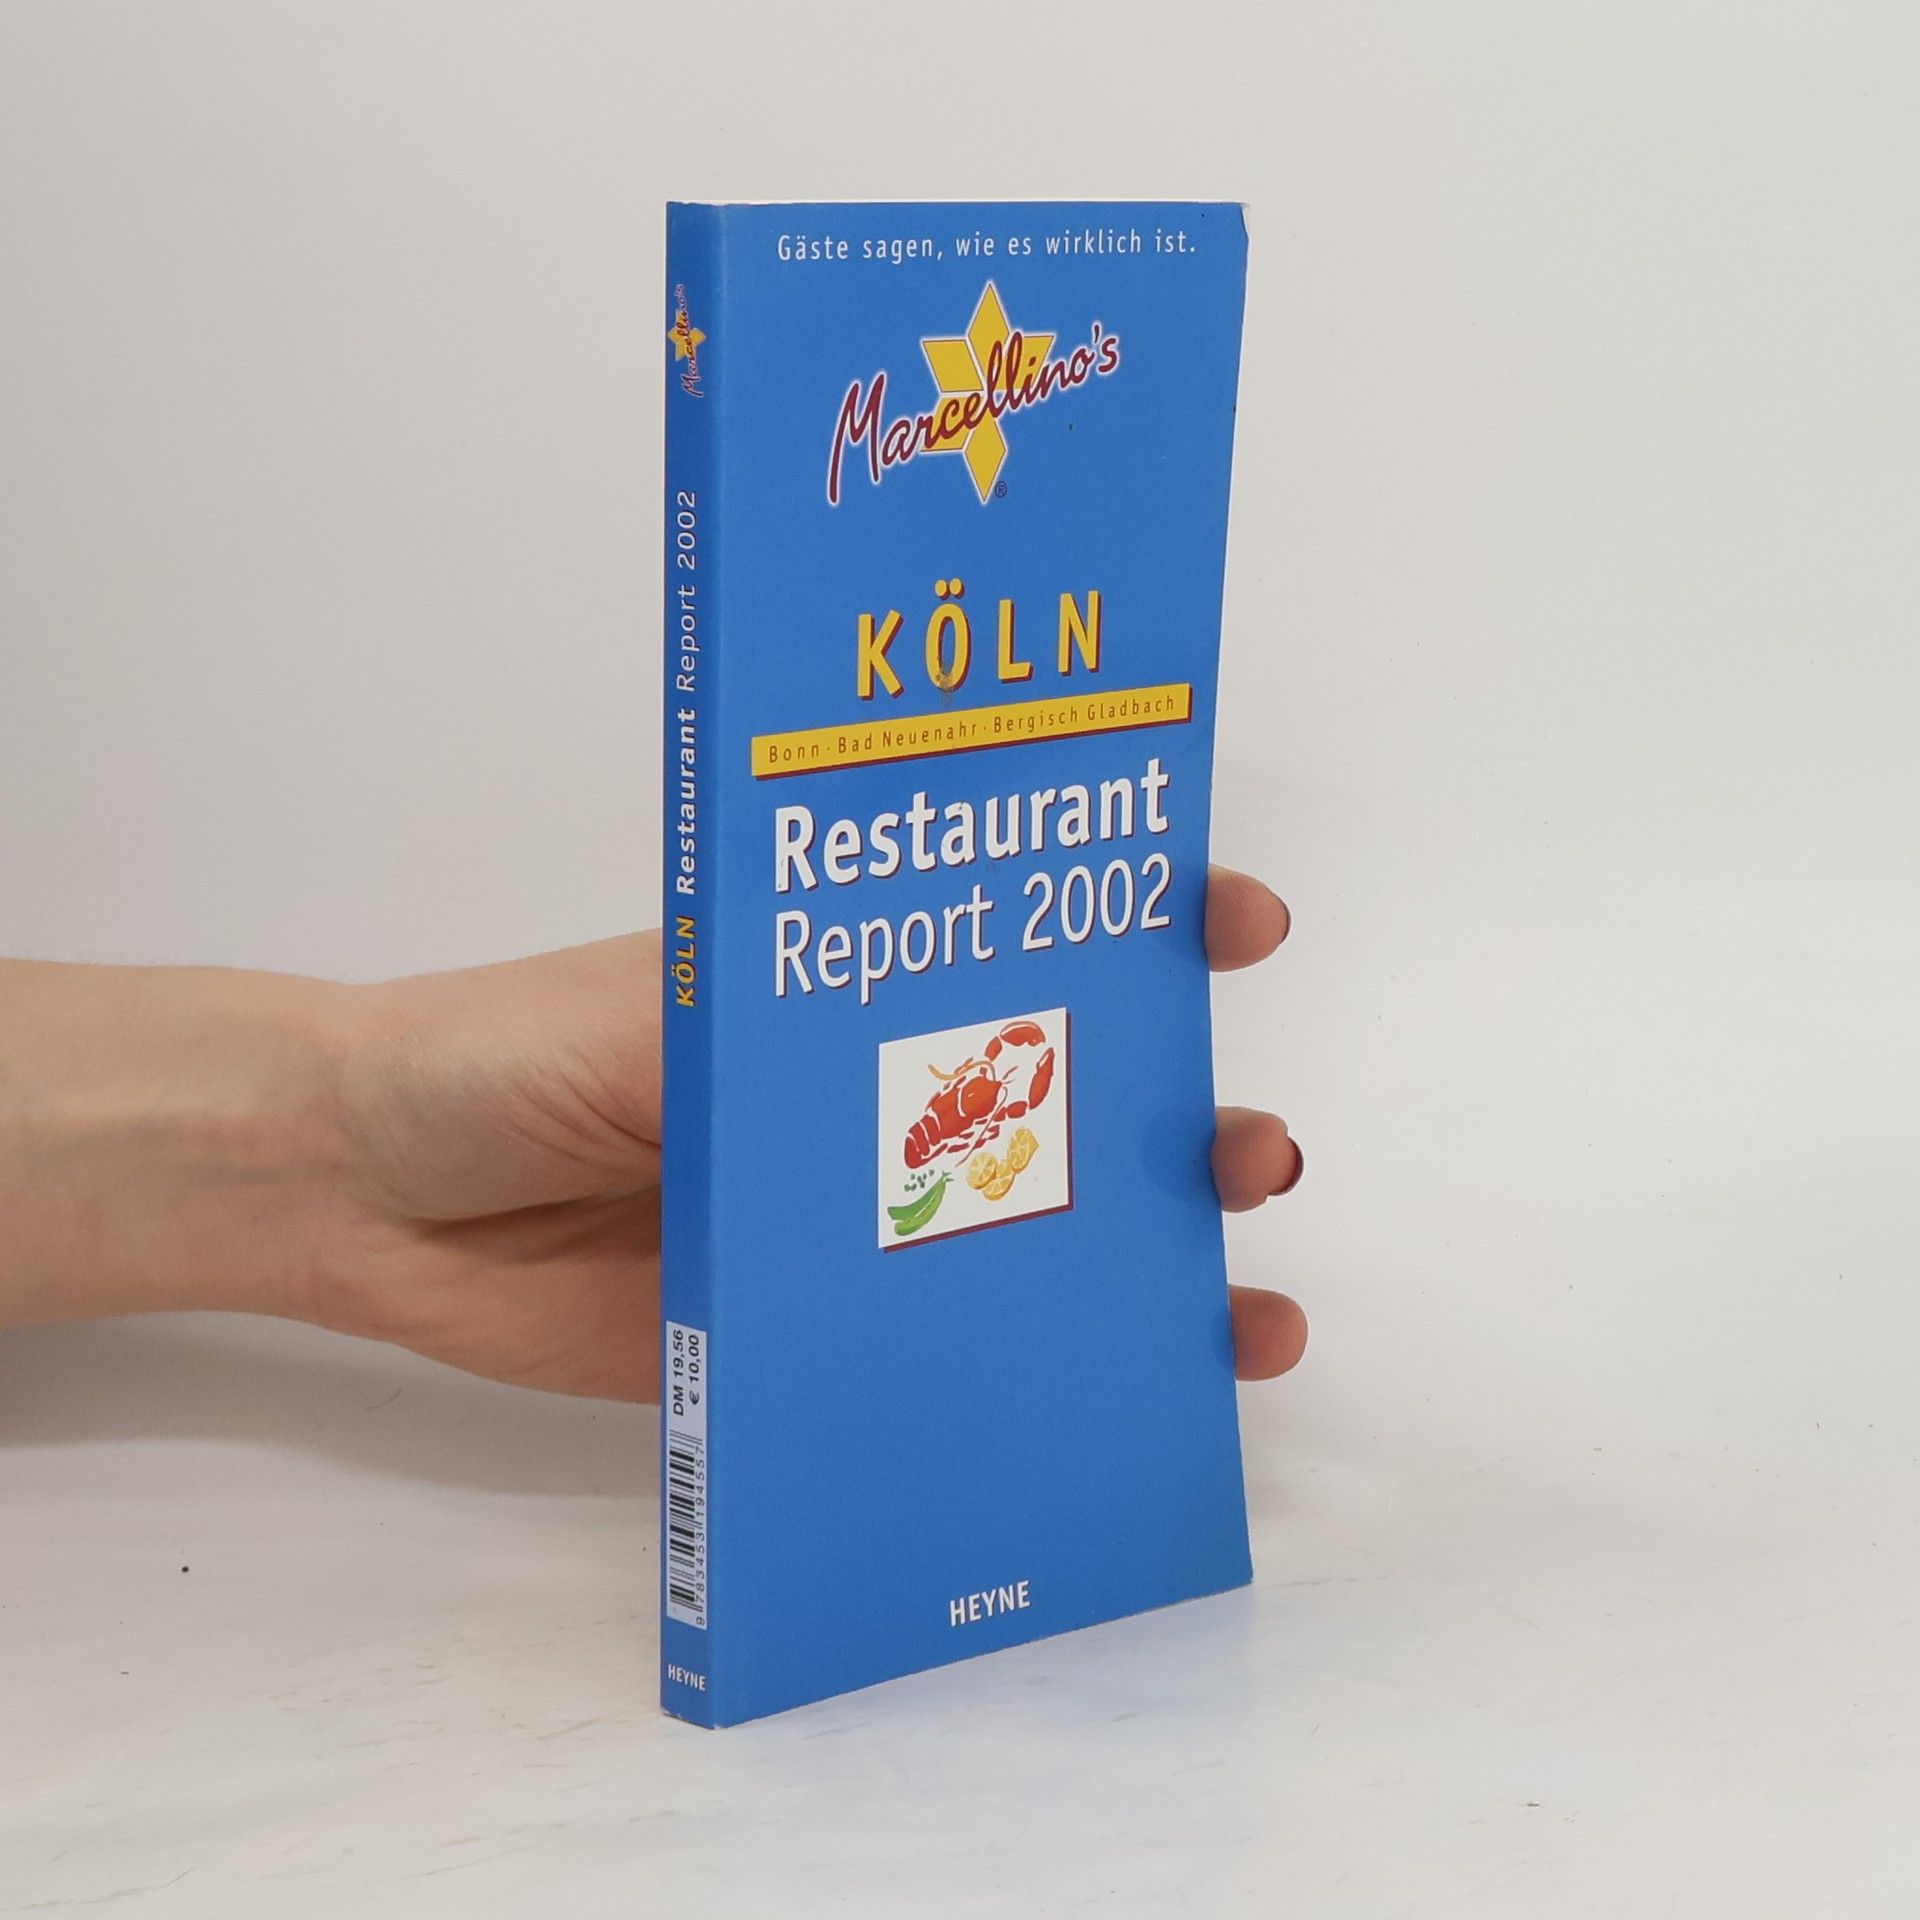 Gäste sagen, wie es wirklich ist.
Marcellino's
®
KÖLN
Bonn · Bad Neuenahr · Bergisch Gladbach
Restaurant
Report 2002
HEYNE
Marcellino's
KÖLN Restaurant Report 2002
DM 19,56
€ 10,00
9783453194557
HEYNE